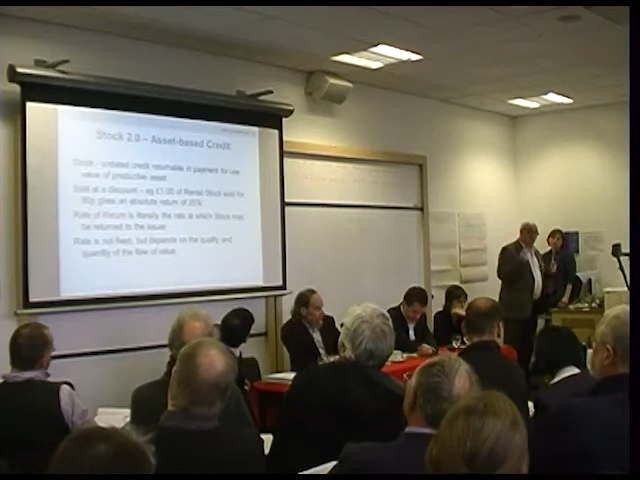 Stock 2.0 – Asset-based Credit
Stock - undated credit returnable in payment for use
value of productive asset
Sold at a discount – eg £1.00 of Rental Stock sold for
80p gives an absolute return of 25%
Rate of Return is literally the rate at which Stock may
be returned to the issuer
Rate is not fixed, but depends on the quality and
quantity of the flow of value.